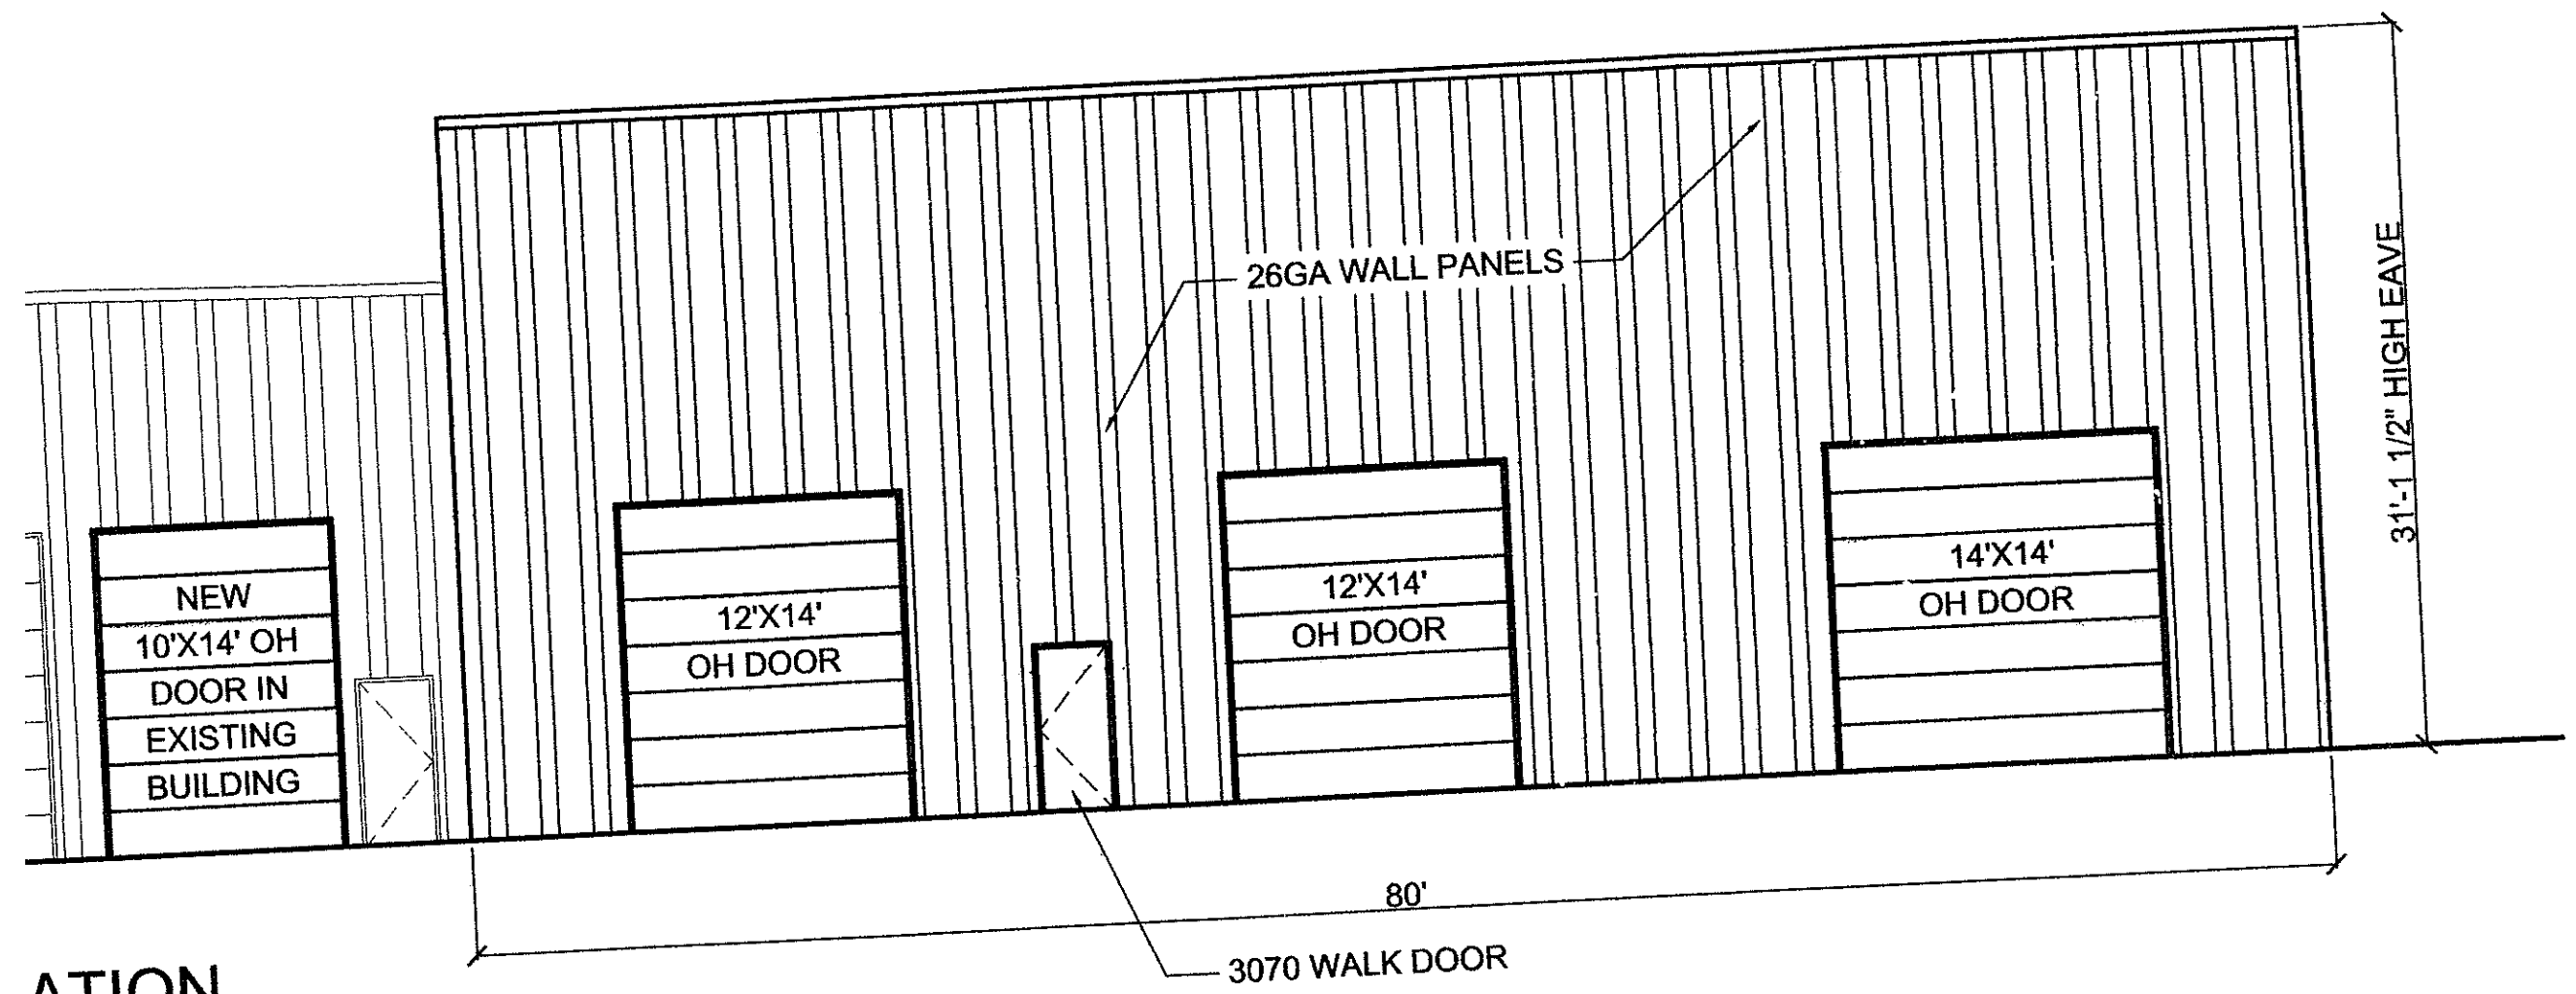 26GA WALL PANELS
31'-1 1/2" HIGH EAVE
NEW
10'X14' OH
DOOR IN
EXISTING
BUILDING
12'X14'
OH DOOR
12'X14'
OH DOOR
14'X14'
OH DOOR
80'
3070 WALK DOOR
ATION